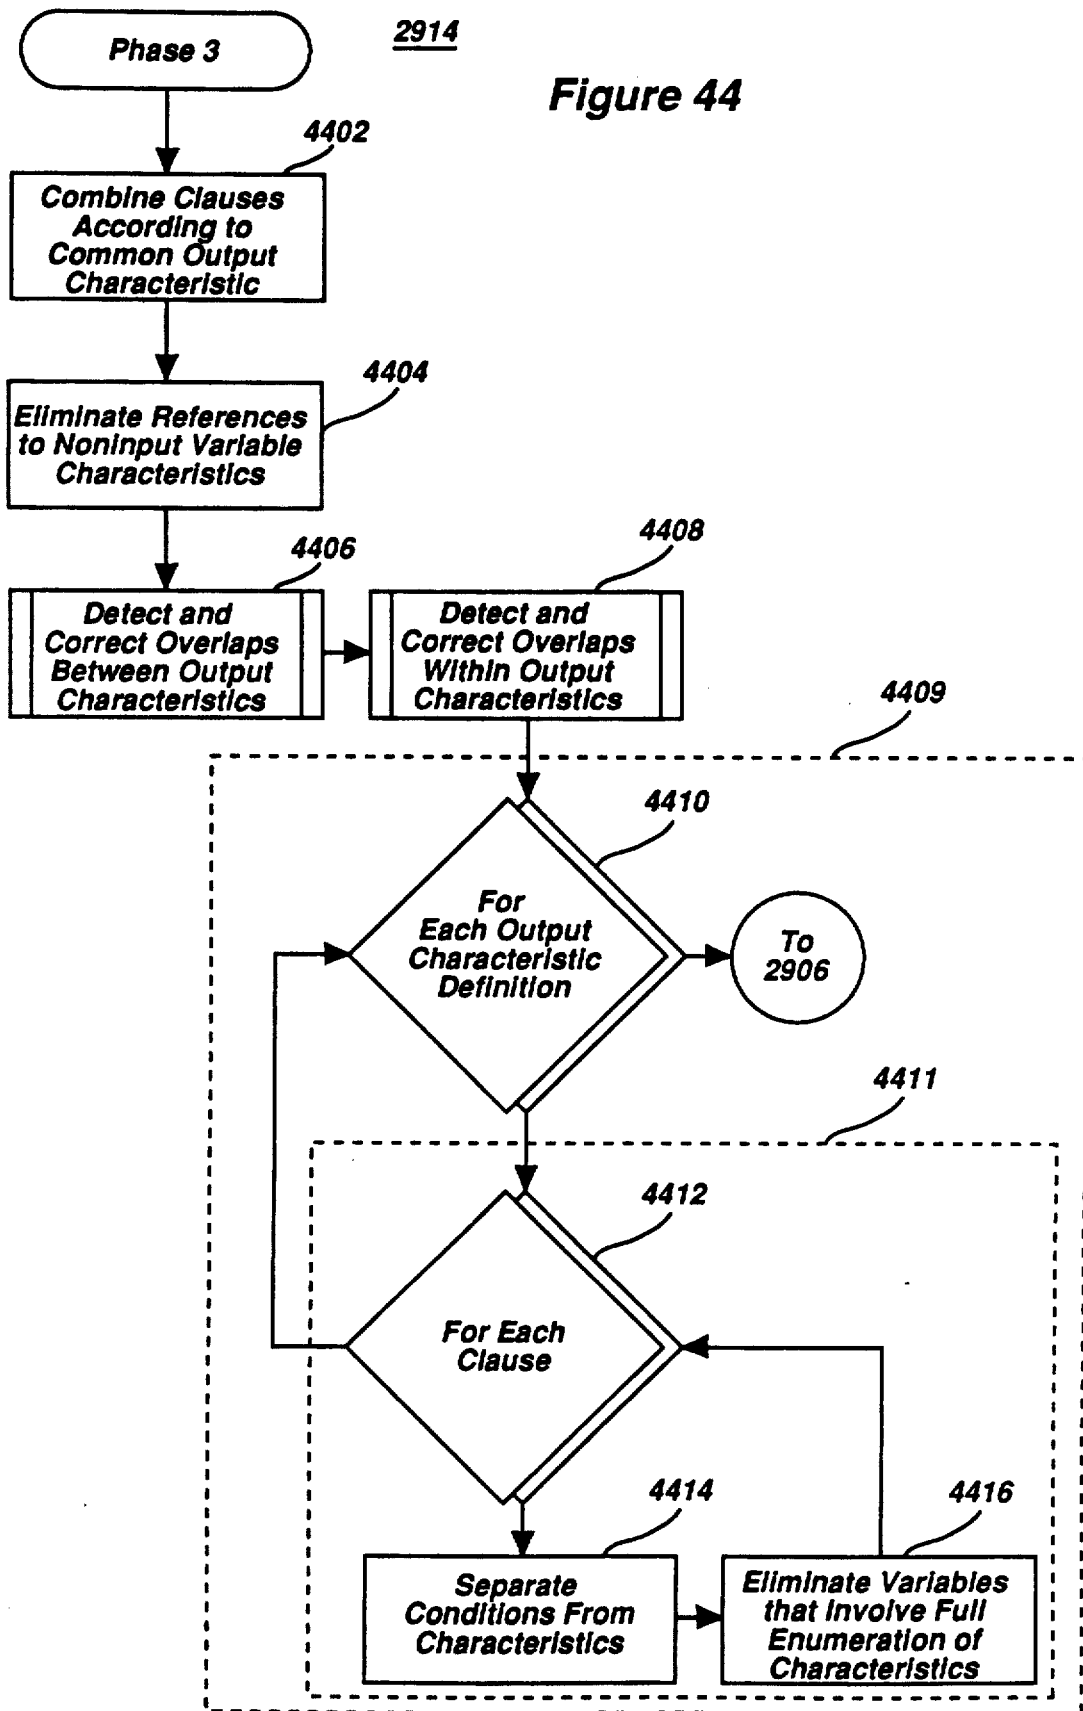 Phase 3
2914
Figure 44
4402
Combine Clauses
According to
Common Output
Characteristic
4404
Eliminate References
to Noninput Variable
Characteristics
4406
Detect and
Correct Overlaps
Between Output
Characteristics
4408
Detect and
Correct Overlaps
Within Output
Characteristics
4409
4410
For
Each Output
Characteristic
Definition
To
2906
4411
4412
For Each
Clause
4414
Separate
Conditions From
Characteristics
4416
Eliminate Variables
that Involve Full
Enumeration of
Characteristics